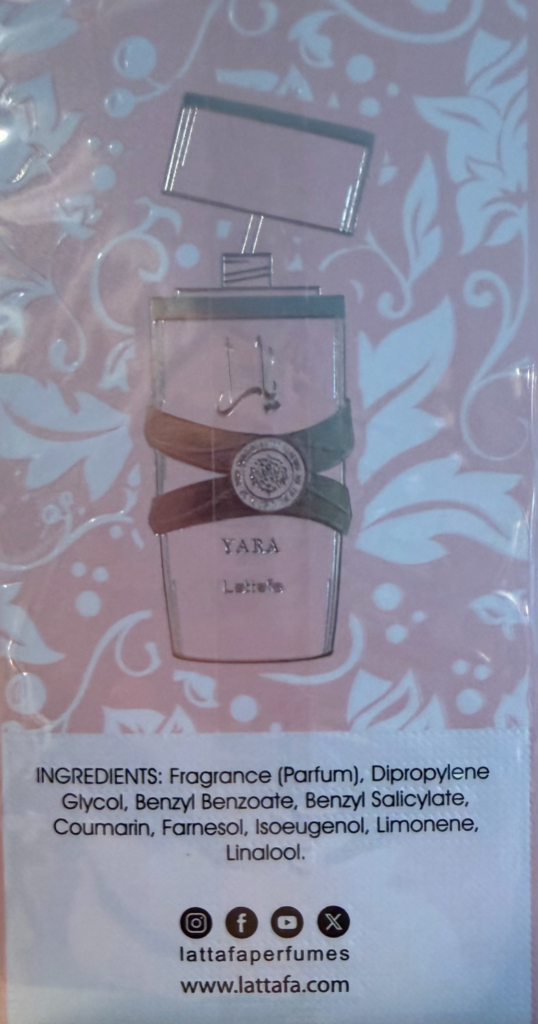 يارا
YARA
Lattafa
INGREDIENTS: Fragrance (Parfum), Dipropylene
Glycol, Benzyl Benzoate, Benzyl Salicylate,
Coumarin, Farnesol, Isoeugenol, Limonene,
Linalool.
lattafaperfumes
www.lattafa.com